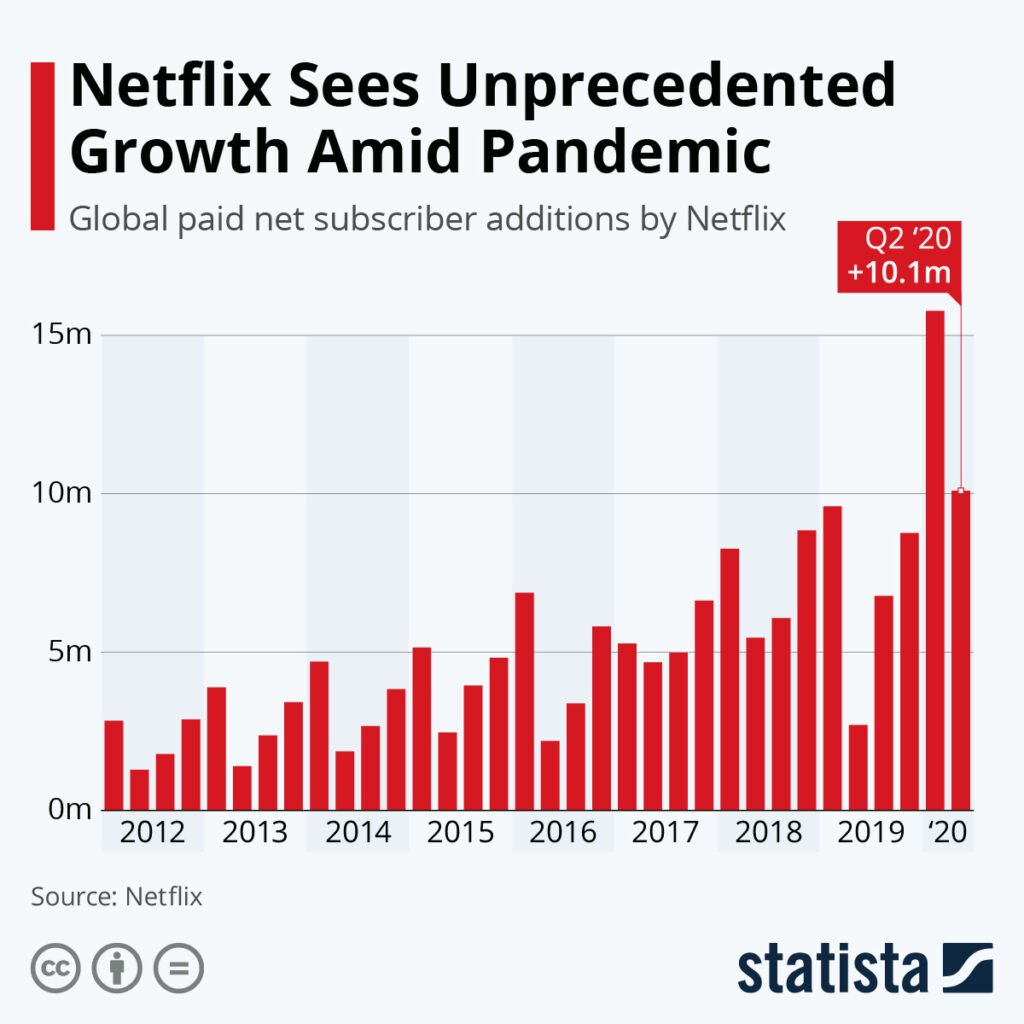 Netflix Sees Unprecedented
Growth Amid Pandemic
Global paid net subscriber additions by Netflix
Q2 ‘20
+10.1m
15m
10m
5m
0m
2012 2013 2014 2015 2016 2017 2018 2019 ‘20
Source: Netflix
cc
statista